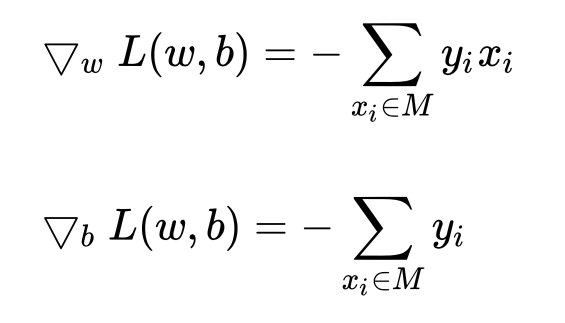 ▽_w L(w, b) = − ∑_{x_i∈M} y_i x_i
▽_b L(w, b) = − ∑_{x_i∈M} y_i